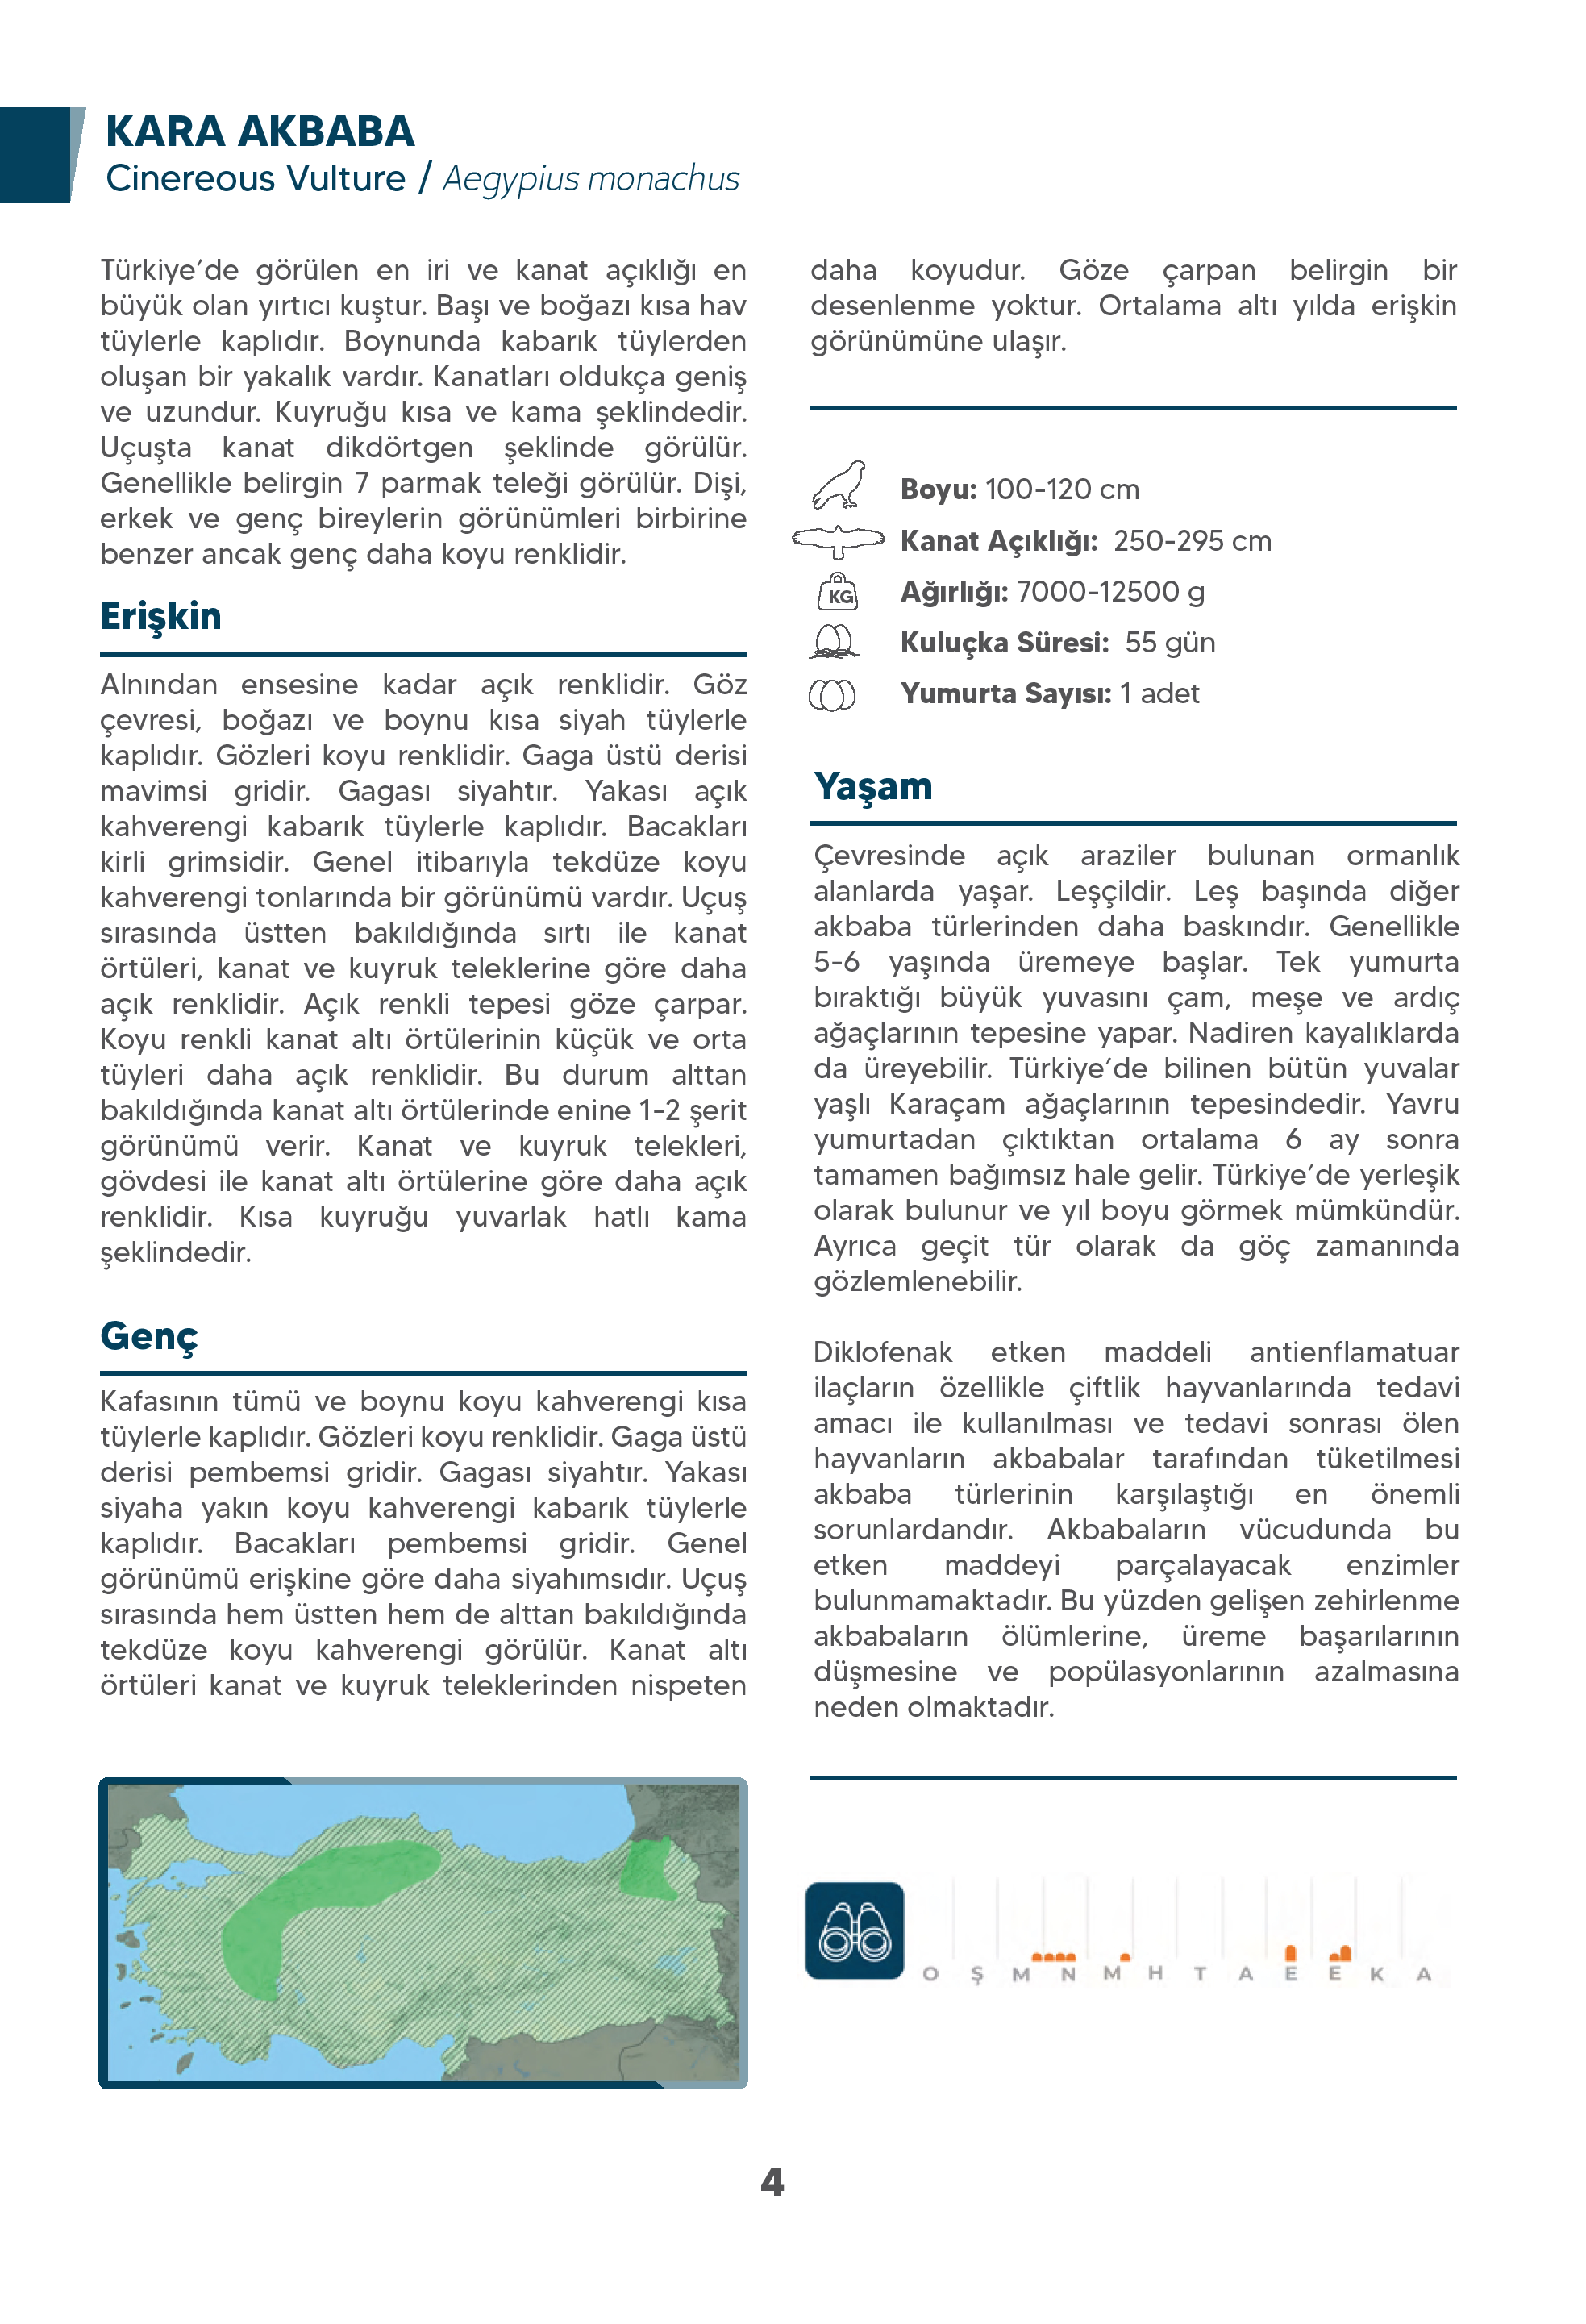 KARA AKBABA
Cinereous Vulture / Aegypius monachus
Türkiye’de görülen en iri ve kanat açıklığı en
büyük olan yırtıcı kuştur. Başı ve boğazı kısa hav
tüylerle kaplıdır. Boynunda kabarık tüylerden
oluşan bir yakalık vardır. Kanatları oldukça geniş
ve uzundur. Kuyruğu kısa ve kama şeklindedir.
Uçuşta kanat dikdörtgen şeklinde görülür.
Genellikle belirgin 7 parmak teleği görülür. Dişi,
erkek ve genç bireylerin görünümleri birbirine
benzer ancak genç daha koyu renklidir.
Erişkin
Alnından ensesine kadar açık renklidir. Göz
çevresi, boğazı ve boynu kısa siyah tüylerle
kaplıdır. Gözleri koyu renklidir. Gaga üstü derisi
mavimsi gridir. Gagası siyahtır. Yakası açık
kahverengi kabarık tüylerle kaplıdır. Bacakları
kirli grimsidir. Genel itibarıyla tekdüze koyu
kahverengi tonlarında bir görünümü vardır. Uçuş
sırasında üstten bakıldığında sırtı ile kanat
örtüleri, kanat ve kuyruk teleklerine göre daha
açık renklidir. Açık renkli tepesi göze çarpar.
Koyu renkli kanat altı örtülerinin küçük ve orta
tüyleri daha açık renklidir. Bu durum alttan
bakıldığında kanat altı örtülerinde enine 1-2 şerit
görünümü verir. Kanat ve kuyruk telekleri,
gövdesi ile kanat altı örtülerine göre daha açık
renklidir. Kısa kuyruğu yuvarlak hatlı kama
şeklindedir.
Genç
Kafasının tümü ve boynu koyu kahverengi kısa
tüylerle kaplıdır. Gözleri koyu renklidir. Gaga üstü
derisi pembemsi gridir. Gagası siyahtır. Yakası
siyaha yakın koyu kahverengi kabarık tüylerle
kaplıdır. Bacakları pembemsi gridir. Genel
görünümü erişkine göre daha siyahımsıdır. Uçuş
sırasında hem üstten hem de alttan bakıldığında
tekdüze koyu kahverengi görülür. Kanat altı
örtüleri kanat ve kuyruk teleklerinden nispeten
daha koyudur. Göze çarpan belirgin bir
desenlenme yoktur. Ortalama altı yılda erişkin
görünümüne ulaşır.
Boyu: 100-120 cm
Kanat Açıklığı: 250-295 cm
KG Ağırlığı: 7000-12500 g
Kuluçka Süresi: 55 gün
Yumurta Sayısı: 1 adet
Yaşam
Çevresinde açık araziler bulunan ormanlık
alanlarda yaşar. Leşçildir. Leş başında diğer
akbaba türlerinden daha baskındır. Genellikle
5-6 yaşında üremeye başlar. Tek yumurta
bıraktığı büyük yuvasını çam, meşe ve ardıç
ağaçlarının tepesine yapar. Nadiren kayalıklarda
da üreyebilir. Türkiye’de bilinen bütün yuvalar
yaşlı Karaçam ağaçlarının tepesindedir. Yavru
yumurtadan çıktıktan ortalama 6 ay sonra
tamamen bağımsız hale gelir. Türkiye’de yerleşik
olarak bulunur ve yıl boyu görmek mümkündür.
Ayrıca geçit tür olarak da göç zamanında
gözlemlenebilir.
Diklofenak etken maddeli antienflamatuar
ilaçların özellikle çiftlik hayvanlarında tedavi
amacı ile kullanılması ve tedavi sonrası ölen
hayvanların akbabalar tarafından tüketilmesi
akbaba türlerinin karşılaştığı en önemli
sorunlardandır. Akbabaların vücudunda bu
etken maddeyi parçalayacak enzimler
bulunmamaktadır. Bu yüzden gelişen zehirlenme
akbabaların ölümlerine, üreme başarılarının
düşmesine ve popülasyonlarının azalmasına
neden olmaktadır.
O Ş M N M H T A E E K A
4